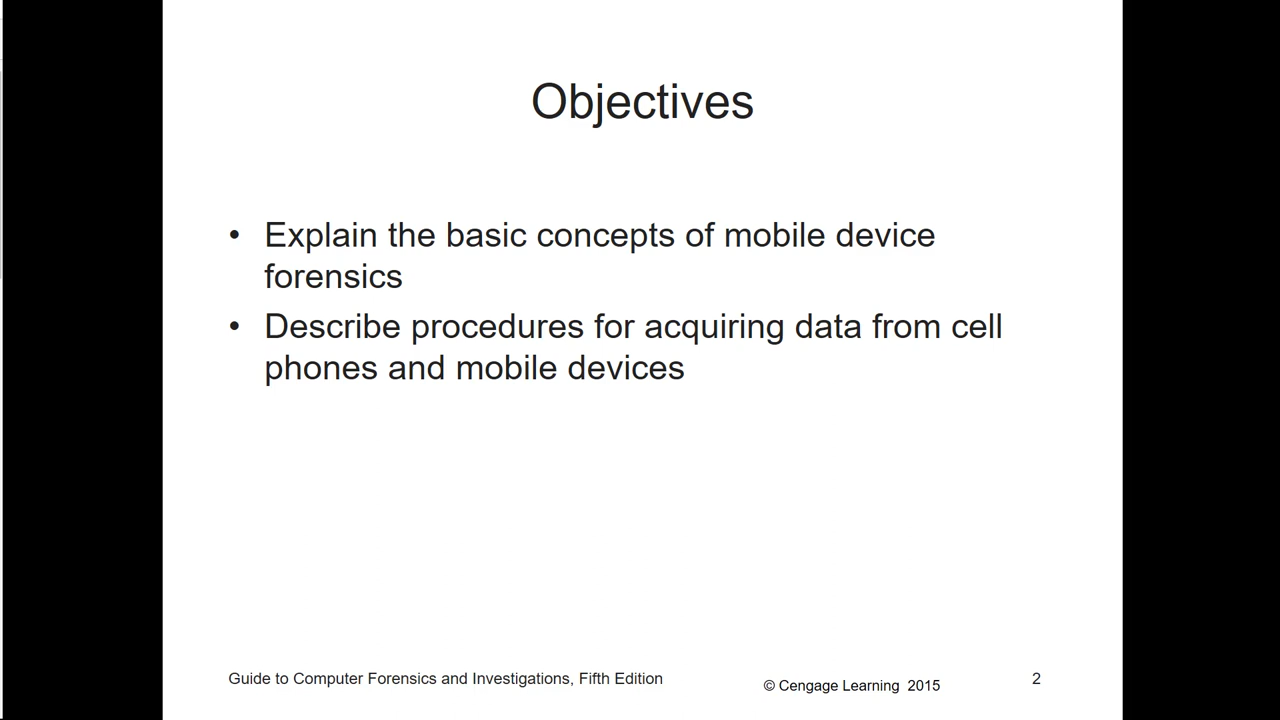 Objectives
• Explain the basic concepts of mobile device
forensics
• Describe procedures for acquiring data from cell
phones and mobile devices
Guide to Computer Forensics and Investigations, Fifth Edition
© Cengage Learning 2015
2